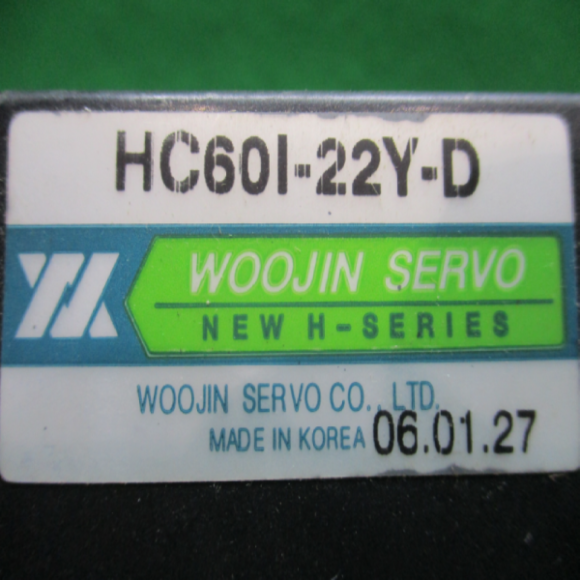 HC60I-22Y-D
WOOJIN SERVO
NEW H-SERIES
WOOJIN SERVO CO., LTD.
MADE IN KOREA 06.01.27